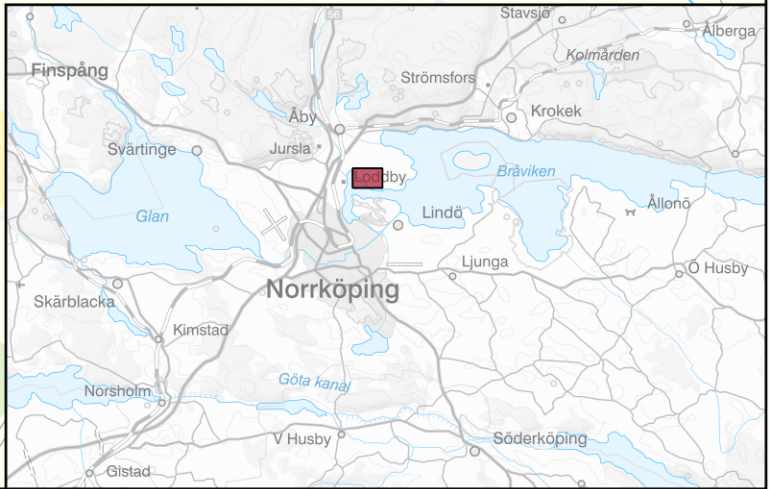 56
Stavsjö
Ålberga
Kolmården
Finspång
Strömsfors
Åby
Krokek
Svärtinge
Jursla
Loddby
Bråviken
Glan
Lindö
Ållonö
Ljunga
Ö Husby
Norrköping
Skärblacka
Kimstad
Göta kanal
Norsholm
V Husby
Söderköping
Gistad